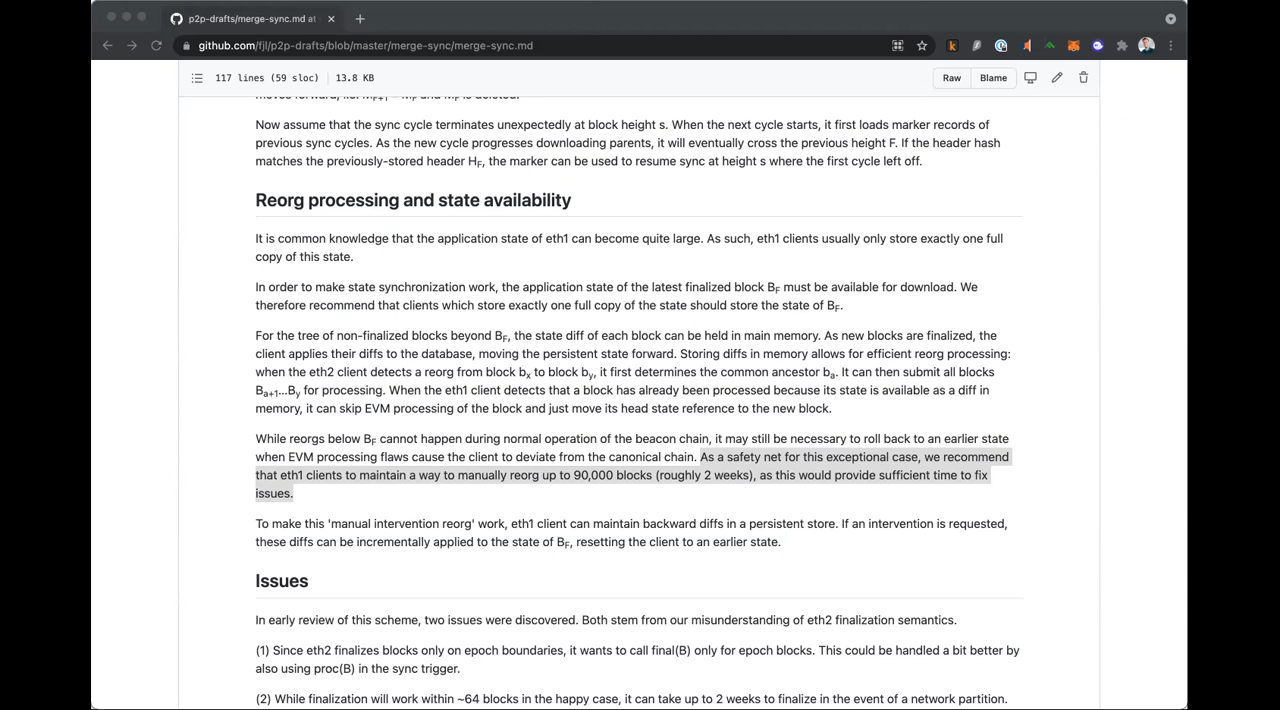 p2p-drafts/merge-sync.md at
github.com/fjl/p2p-drafts/blob/master/merge-sync/merge-sync.md
117 lines (59 sloc) 13.8 KB
Raw Blame
Now assume that the sync cycle terminates unexpectedly at block height s. When the next cycle starts, it first loads marker records of
previous sync cycles. As the new cycle progresses downloading parents, it will eventually cross the previous height F. If the header hash
matches the previously-stored header HF, the marker can be used to resume sync at height s where the first cycle left off.
Reorg processing and state availability
It is common knowledge that the application state of eth1 can become quite large. As such, eth1 clients usually only store exactly one full
copy of this state.
In order to make state synchronization work, the application state of the latest finalized block BF must be available for download. We
therefore recommend that clients which store exactly one full copy of the state should store the state of BF.
For the tree of non-finalized blocks beyond BF, the state diff of each block can be held in main memory. As new blocks are finalized, the
client applies their diffs to the database, moving the persistent state forward. Storing diffs in memory allows for efficient reorg processing:
when the eth2 client detects a reorg from block bx to block by, it first determines the common ancestor ba. It can then submit all blocks
Ba+1...By for processing. When the eth1 client detects that a block has already been processed because its state is available as a diff in
memory, it can skip EVM processing of the block and just move its head state reference to the new block.
While reorgs below BF cannot happen during normal operation of the beacon chain, it may still be necessary to roll back to an earlier state
when EVM processing flaws cause the client to deviate from the canonical chain. As a safety net for this exceptional case, we recommend
that eth1 clients to maintain a way to manually reorg up to 90,000 blocks (roughly 2 weeks), as this would provide sufficient time to fix
issues.
To make this 'manual intervention reorg' work, eth1 client can maintain backward diffs in a persistent store. If an intervention is requested,
these diffs can be incrementally applied to the state of BF, resetting the client to an earlier state.
Issues
In early review of this scheme, two issues were discovered. Both stem from our misunderstanding of eth2 finalization semantics.
(1) Since eth2 finalizes blocks only on epoch boundaries, it wants to call final(B) only for epoch blocks. This could be handled a bit better by
also using proc(B) in the sync trigger.
(2) While finalization will work within ~64 blocks in the happy case, it can take up to 2 weeks to finalize in the event of a network partition.